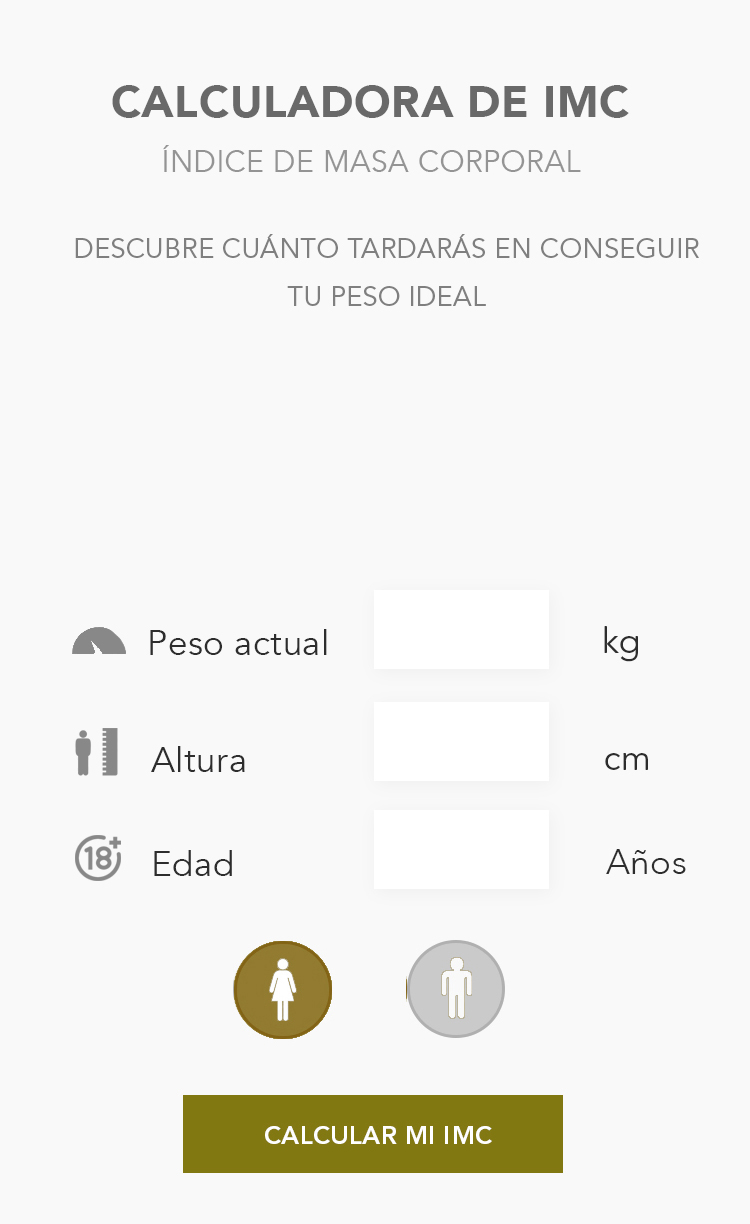 CALCULADORA DE IMC
ÍNDICE DE MASA CORPORAL
DESCUBRE CUÁNTO TARDARÁS EN CONSEGUIR
TU PESO IDEAL
Peso actual kg
Altura cm
18+ Edad Años
CALCULAR MI IMC